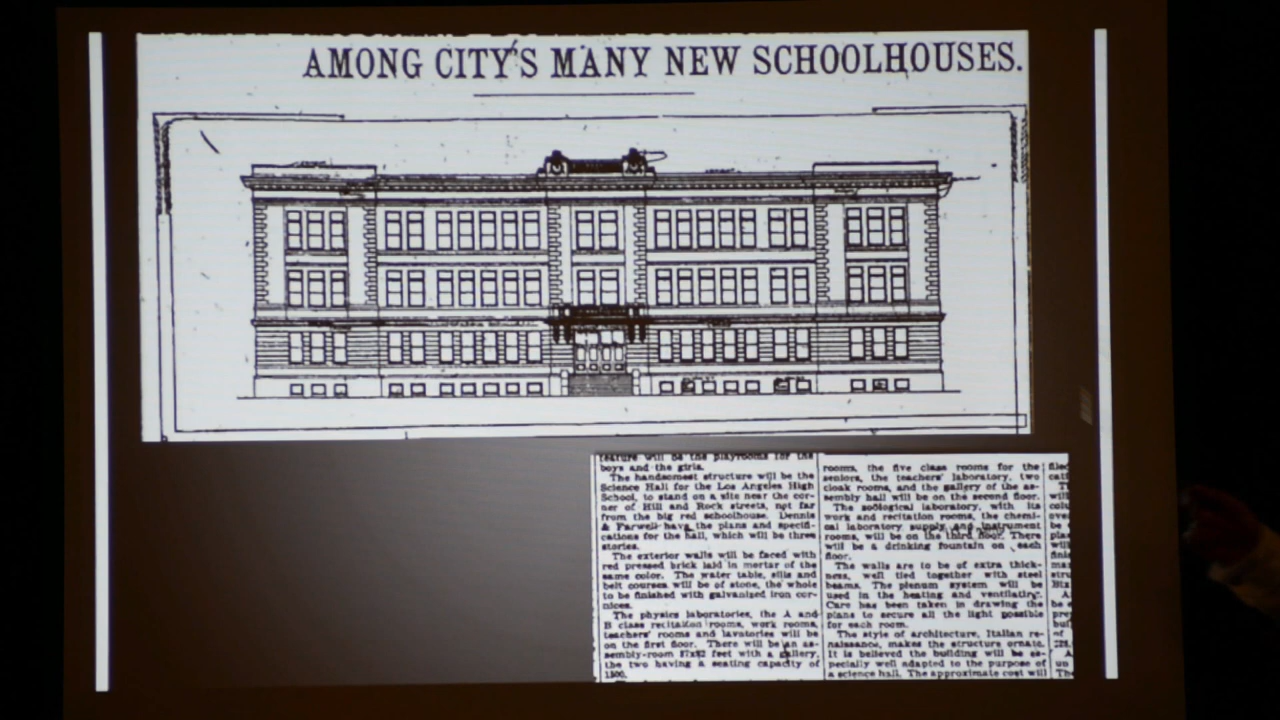 AMONG CITY'S MANY NEW SCHOOLHOUSES.
feature will be the playrooms for the
boys and the girls.
The handsomest structure will be the
Science Hall for the Los Angeles High
School, to stand on a site near the cor-
ner of Hill and Rock streets, not far
from the big red schoolhouse. Dennis
& Farwell have the plans and specifi-
cations for the hall, which will be three
stories.
The exterior walls will be faced with
red pressed brick laid in mortar of the
same color. The water table, sills and
belt courses will be of stone, the whole
to be finished with galvanized iron cor-
nices.
The physics laboratories, the A and
B class recitation rooms, work rooms,
teachers' rooms and lavatories will be
on the first floor. There will be an as-
sembly-room feet with a gallery,
the two having a seating capacity of
1300.
rooms, the five class rooms for the
seniors, the teachers' laboratory, two
cloak rooms, and the gallery of the as-
sembly hall will be on the second floor.
The zoölogical laboratory, with its
work and recitation rooms, the chemi-
cal laboratory supply and instrument
rooms, will be on the third floor. There
will be a drinking fountain on each
floor.
The walls are to be of extra thick-
ness, well tied together with steel
beams. The plenum system will be
used in the heating and ventilating.
Care has been taken in drawing the
plans to secure all the light possible
for each room.
The style of architecture, Italian re-
naissance, makes the structure ornate.
It is believed the building will be es-
pecially well adapted to the purpose of
a science hall. The approximate cost will